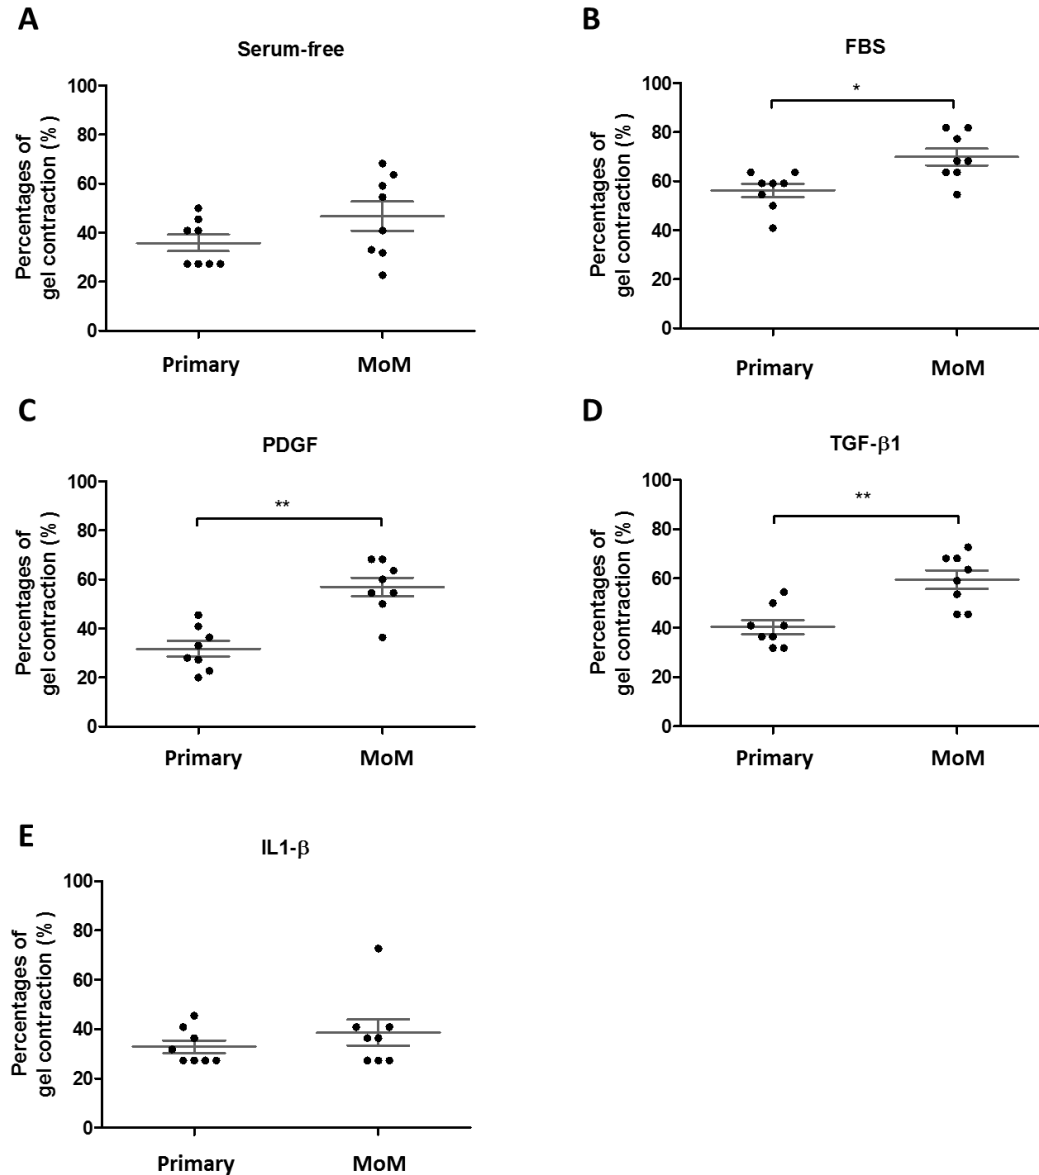 A
Serum-free
Percentages of
gel contraction (%)
100
80
60
40
20
0
Primary MoM
B
FBS
*
Percentages of
gel contraction (%)
100
80
60
40
20
0
Primary MoM
C
PDGF
**
Percentages of
gel contraction (%)
100
80
60
40
20
0
Primary MoM
D
TGF-β1
**
Percentages of
gel contraction (%)
100
80
60
40
20
0
Primary MoM
E
IL1-β
Percentages of
gel contraction (%)
100
80
60
40
20
0
Primary MoM